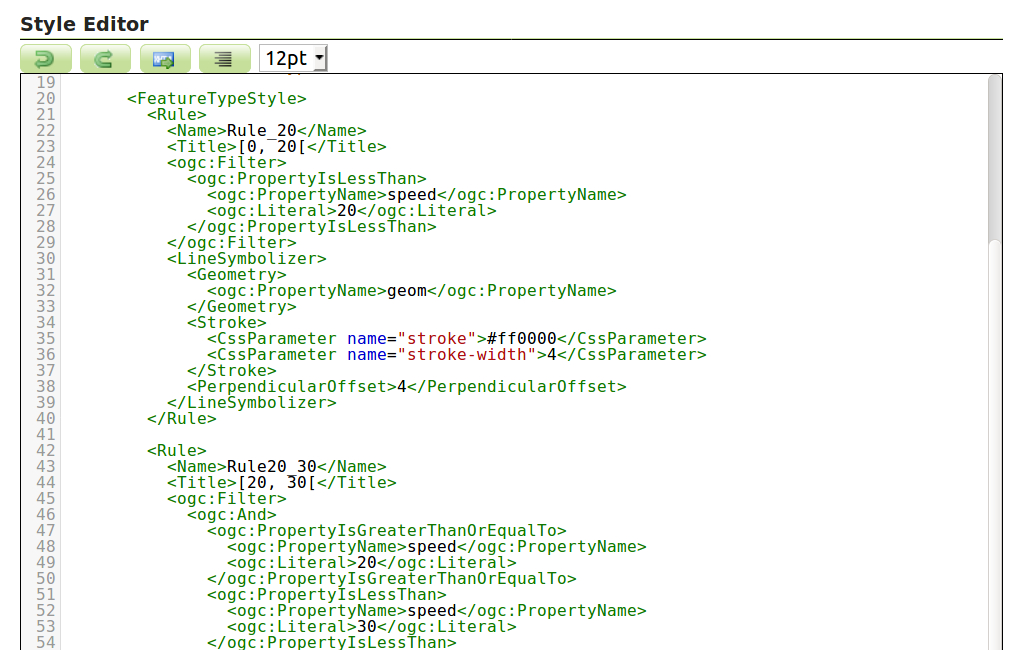 Style Editor
12pt
19
20 <FeatureTypeStyle>
21 <Rule>
22 <Name>Rule_20</Name>
23 <Title>[0, 20[</Title>
24 <ogc:Filter>
25 <ogc:PropertyIsLessThan>
26 <ogc:PropertyName>speed</ogc:PropertyName>
27 <ogc:Literal>20</ogc:Literal>
28 </ogc:PropertyIsLessThan>
29 </ogc:Filter>
30 <LineSymbolizer>
31 <Geometry>
32 <ogc:PropertyName>geom</ogc:PropertyName>
33 </Geometry>
34 <Stroke>
35 <CssParameter name="stroke">#ff0000</CssParameter>
36 <CssParameter name="stroke-width">4</CssParameter>
37 </Stroke>
38 <PerpendicularOffset>4</PerpendicularOffset>
39 </LineSymbolizer>
40 </Rule>
41
42 <Rule>
43 <Name>Rule20_30</Name>
44 <Title>[20, 30[</Title>
45 <ogc:Filter>
46 <ogc:And>
47 <ogc:PropertyIsGreaterThanOrEqualTo>
48 <ogc:PropertyName>speed</ogc:PropertyName>
49 <ogc:Literal>20</ogc:Literal>
50 </ogc:PropertyIsGreaterThanOrEqualTo>
51 <ogc:PropertyIsLessThan>
52 <ogc:PropertyName>speed</ogc:PropertyName>
53 <ogc:Literal>30</ogc:Literal>
54 </ogc:PropertyIsLessThan>